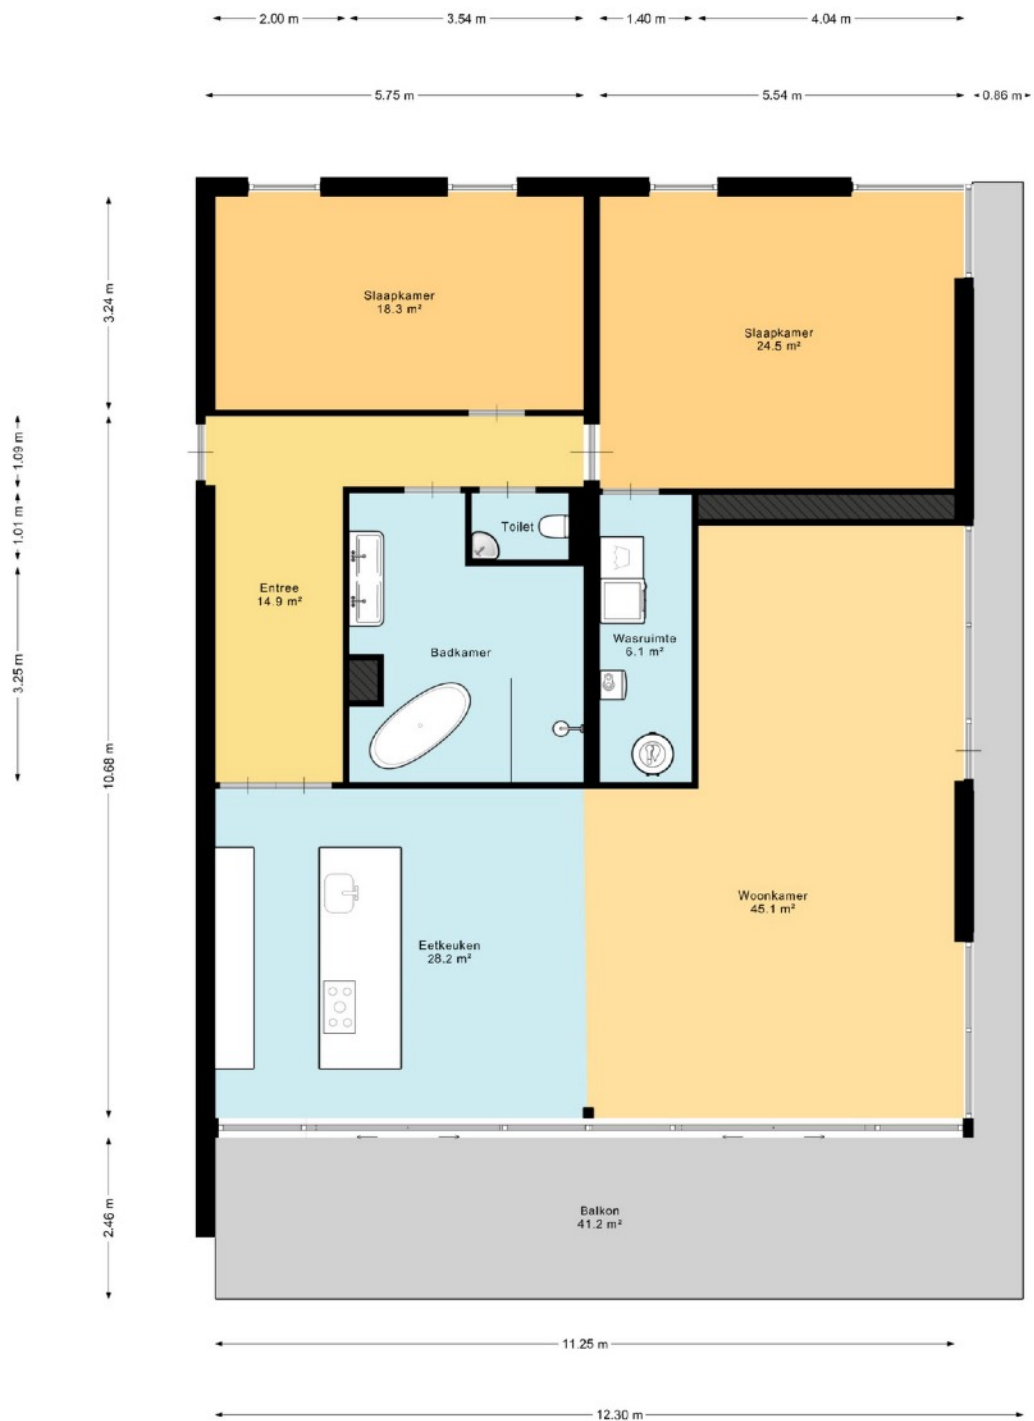 2.00 m
3.54 m
1.40 m
4.04 m
5.75 m
5.54 m
0.86 m
3.24 m
Slaapkamer
18.3 m²
Slaapkamer
24.5 m²
1.09 m
1.01 m
3.25 m
10.68 m
Toilet
Entree
14.9 m²
Badkamer
Wasruimte
6.1 m²
Woonkamer
45.1 m²
Eetkeuken
28.2 m²
2.46 m
Balkon
41.2 m²
11.25 m
12.30 m